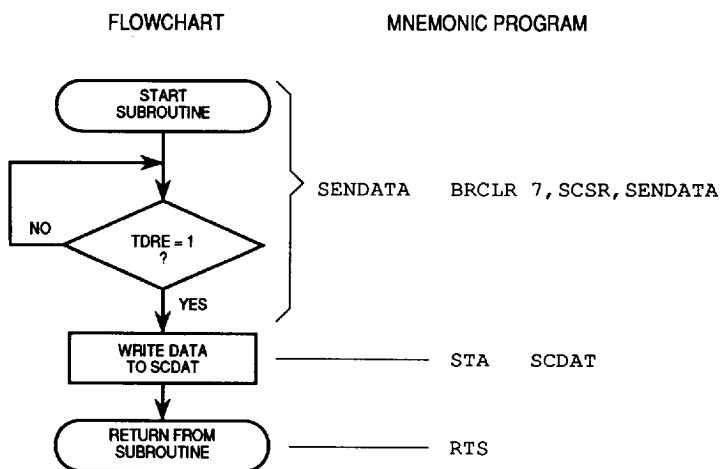 FLOWCHART
MNEMONIC PROGRAM
START
SUBROUTINE
SENDATA BRCLR 7,SCSR,SENDATA
NO
TDRE = 1
?
YES
WRITE DATA
TO SCDAT
STA SCDAT
RETURN FROM
SUBROUTINE
RTS